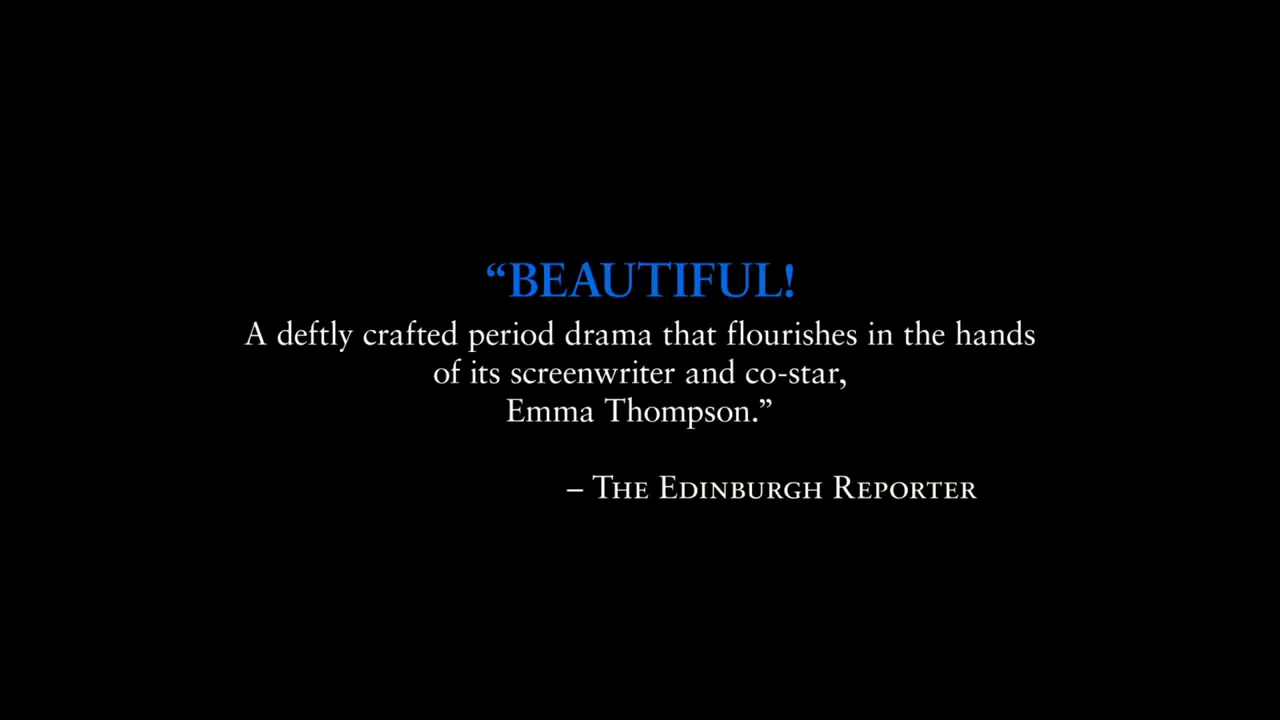 “BEAUTIFUL!
A deftly crafted period drama that flourishes in the hands
of its screenwriter and co-star,
Emma Thompson.”
– THE EDINBURGH REPORTER